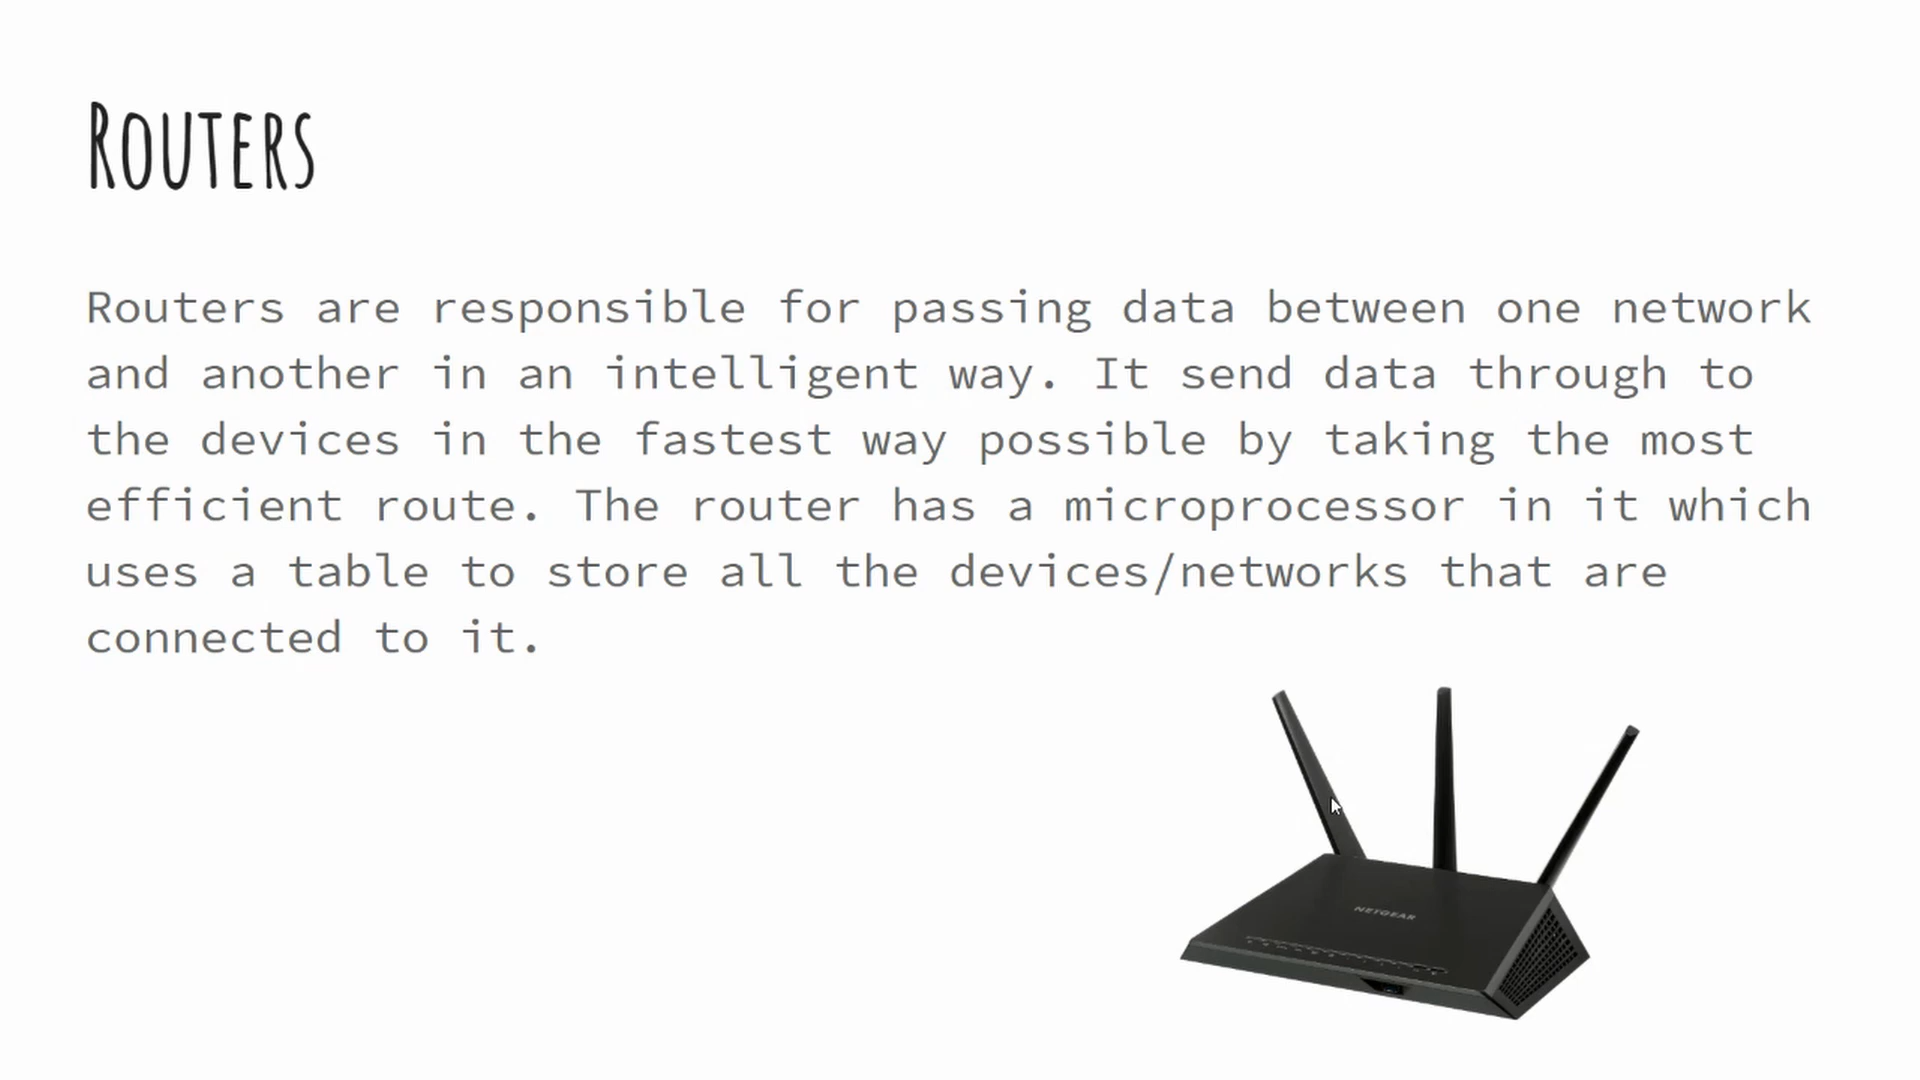 Routers
Routers are responsible for passing data between one network
and another in an intelligent way. It send data through to
the devices in the fastest way possible by taking the most
efficient route. The router has a microprocessor in it which
uses a table to store all the devices/networks that are
connected to it.
NETGEAR